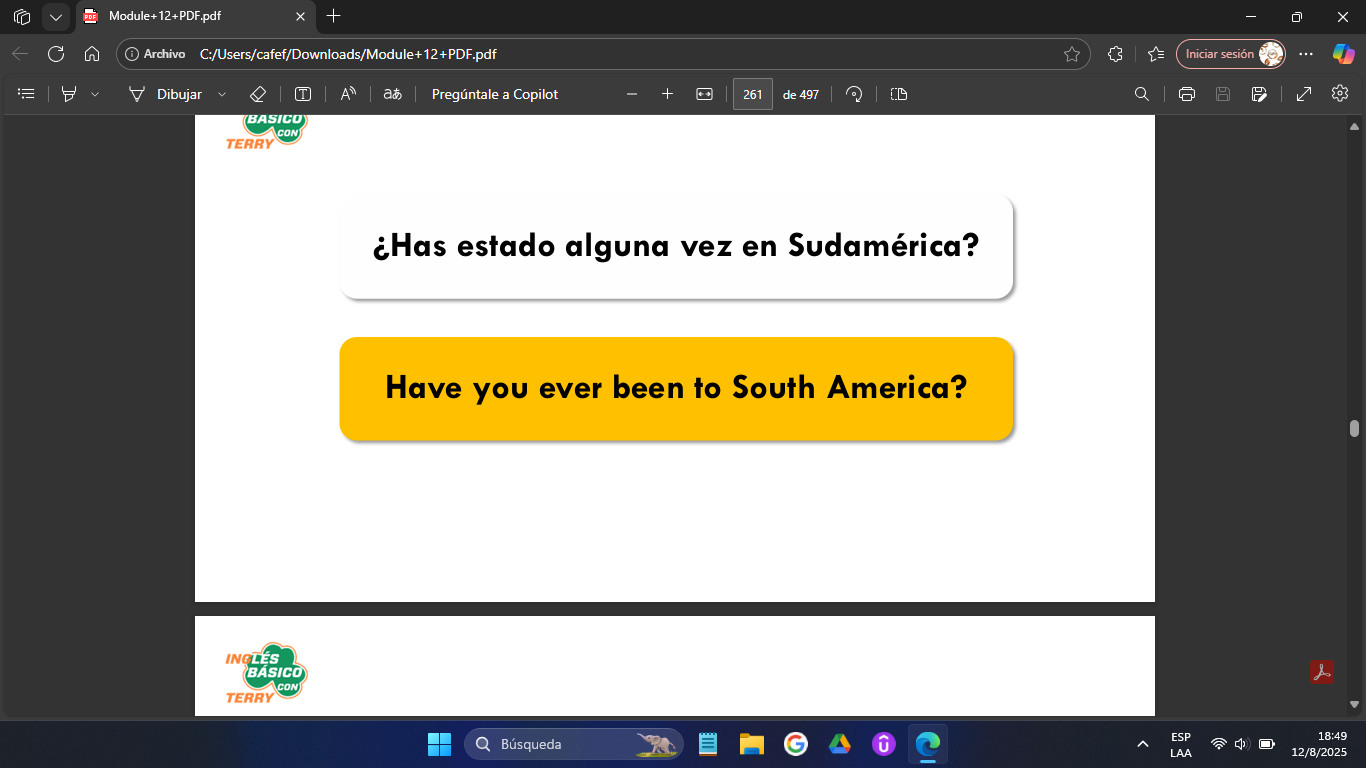 Module+12+PDF.pdf
Archivo C:/Users/cafef/Downloads/Module+12+PDF.pdf Iniciar sesión
Dibujar Pregúntale a Copilot 261 de 497
BÁSICO
CON
TERRY
¿Has estado alguna vez en Sudamérica?
Have you ever been to South America?
INGLÉS
BÁSICO
CON
TERRY
Búsqueda
ESP
LAA
18:49
12/8/2025